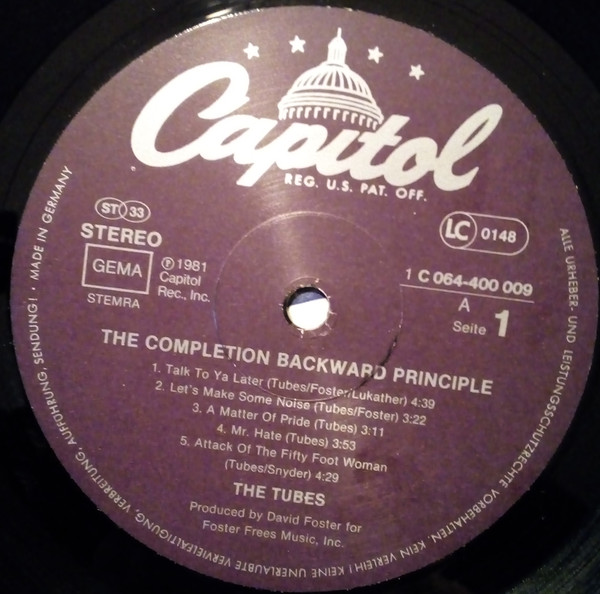 Capitol
REG. U.S. PAT. OFF.
ST 33
STEREO
GEMA
STEMRA
℗ 1981
Capitol
Rec., Inc.
LC 0148
1 C 064-400 009
A
Seite 1
THE COMPLETION BACKWARD PRINCIPLE
1. Talk To Ya Later (Tubes/Foster/Lukather) 4:39
2. Let's Make Some Noise (Tubes/Foster) 3:22
3. A Matter Of Pride (Tubes) 3:11
4. Mr. Hate (Tubes) 3:53
5. Attack Of The Fifty Foot Woman
(Tubes/Snyder) 4:29
THE TUBES
Produced by David Foster for
Foster Frees Music, Inc.
ALLE URHEBER- UND LEISTUNGSSCHUTZRECHTE VORBEHALTEN. KEIN VERLEIH! KEINE UNERLAUBTE VERVIELFÄLTIGUNG, VERBREITUNG, AUFFÜHRUNG, SENDUNG! · MADE IN GERMANY